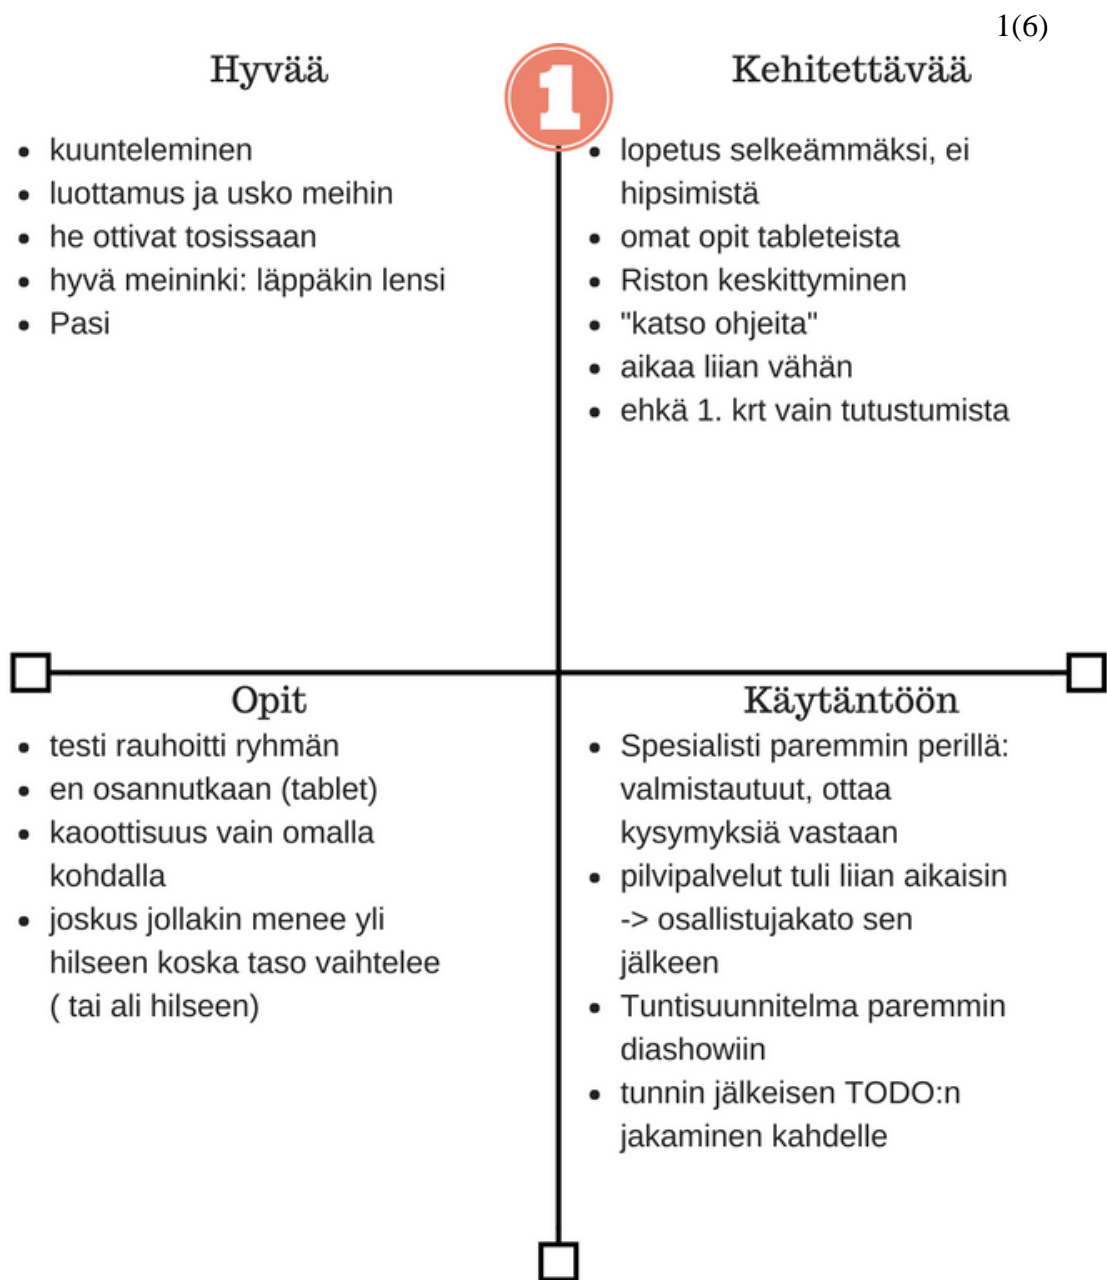 1(6)
Hyvää
1
Kehitettävää
• kuunteleminen
• luottamus ja usko meihin
• he ottivat tosissaan
• hyvä meininki: läppäkin lensi
• Pasi
• lopetus selkeämmäksi, ei
hipsimistä
• omat opit tableteista
• Riston keskittyminen
• "katso ohjeita"
• aikaa liian vähän
• ehkä 1. krt vain tutustumista
Opit
• testi rauhoitti ryhmän
• en osannutkaan (tablet)
• kaoottisuus vain omalla
kohdalla
• joskus jollakin menee yli
hilseen koska taso vaihtelee
( tai ali hilseen)
Käytäntöön
• Spesialisti paremmin perillä:
valmistautuut, ottaa
kysymyksiä vastaan
• pilvipalvelut tuli liian aikaisin
-> osallistujakato sen
jälkeen
• Tuntisuunnitelma paremmin
diashowiin
• tunnin jälkeisen TODO:n
jakaminen kahdelle